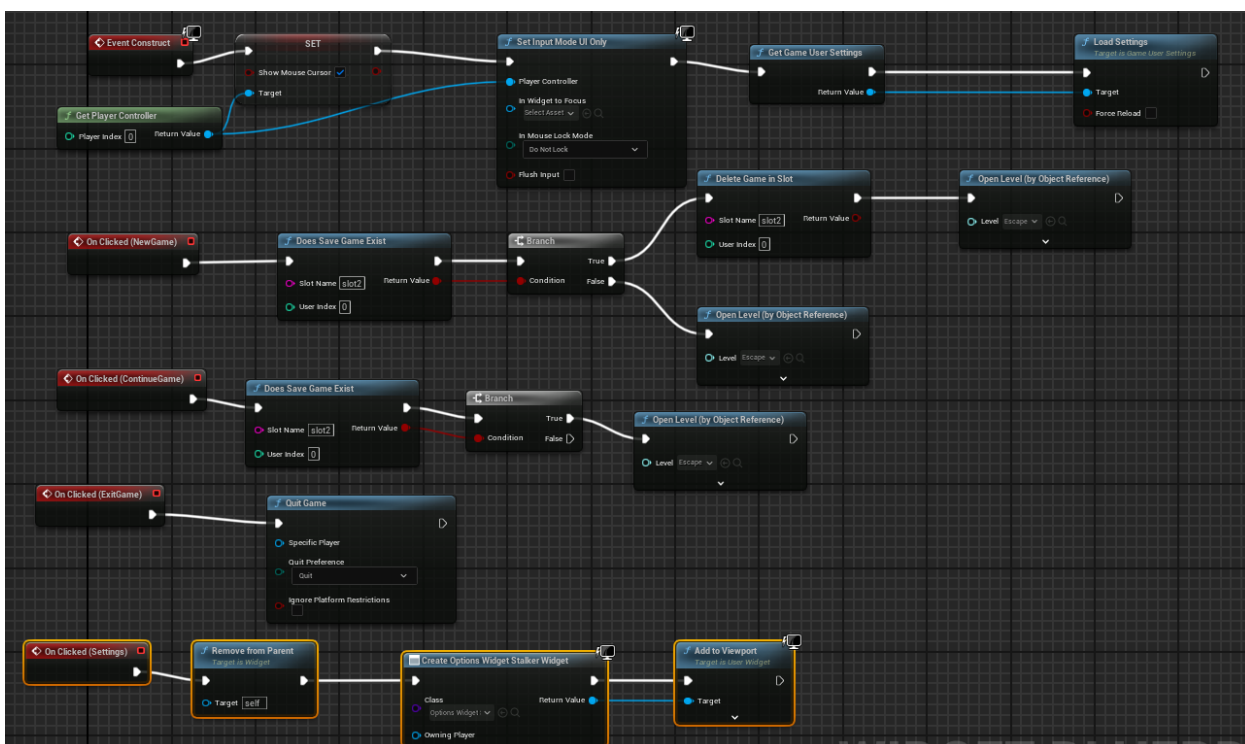 Event Construct
SET
Show Mouse Cursor
Target
Get Player Controller
Player Index 0
Return Value
Set Input Mode UI Only
Player Controller
In Widget to Focus
Select Asset
In Mouse Lock Mode
Do Not Lock
Flush Input
Get Game User Settings
Return Value
Load Settings
Target is Game User Settings
Target
Force Reload
On Clicked (NewGame)
Does Save Game Exist
Slot Name slot2
Return Value
User Index 0
Branch
True
Condition
False
Delete Game in Slot
Slot Name slot2
Return Value
User Index 0
Open Level (by Object Reference)
Level Escape
Open Level (by Object Reference)
Level Escape
On Clicked (ContinueGame)
Does Save Game Exist
Slot Name slot2
Return Value
User Index 0
Branch
True
Condition
False
Open Level (by Object Reference)
Level Escape
On Clicked (ExitGame)
Quit Game
Specific Player
Quit Preference
Quit
Ignore Platform Restrictions
On Clicked (Settings)
Remove from Parent
Target is Widget
Target self
Create Options Widget Stalker Widget
Class
Return Value
Options Widget
Owning Player
Add to Viewport
Target is User Widget
Target